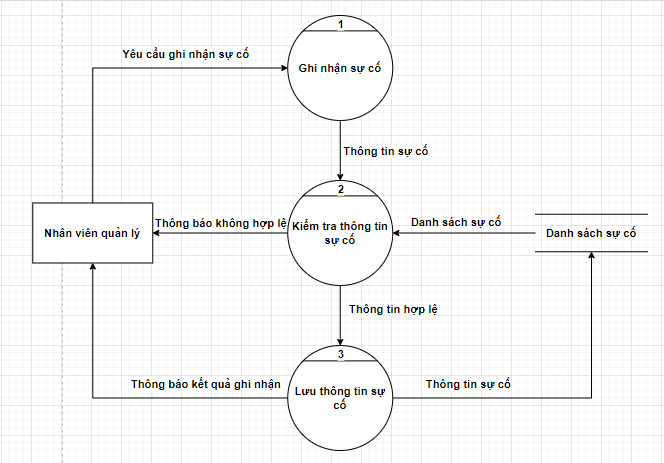 1
Yêu cầu ghi nhận sự cố
Ghi nhận sự cố
Thông tin sự cố
2
Nhân viên quản lý
Thông báo không hợp lệ
Kiểm tra thông tin
sự cố
Danh sách sự cố
Danh sách sự cố
Thông tin hợp lệ
3
Thông báo kết quả ghi nhận
Lưu thông tin sự
cố
Thông tin sự cố